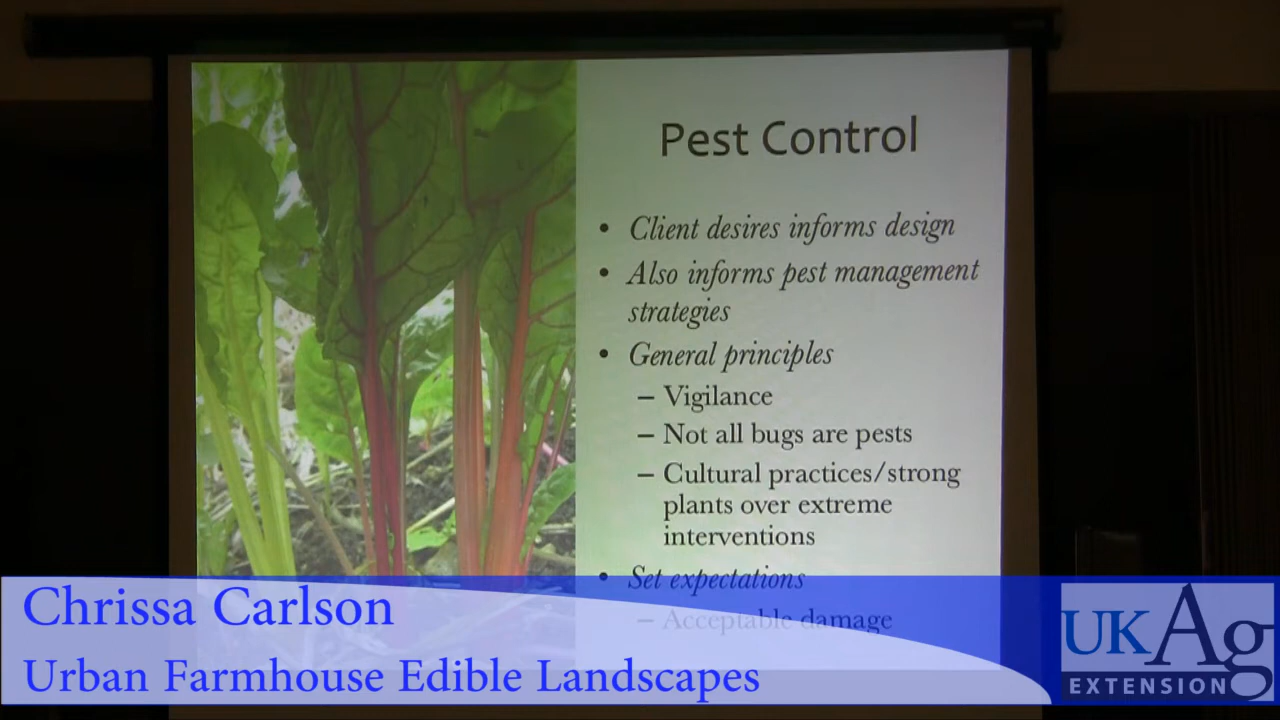 Pest Control
• Client desires informs design
• Also informs pest management
strategies
• General principles
– Vigilance
– Not all bugs are pests
– Cultural practices/strong
plants over extreme
interventions
• Set expectations
– Acceptable damage
Chrissa Carlson
Urban Farmhouse Edible Landscapes
UK Ag
EXTENSION